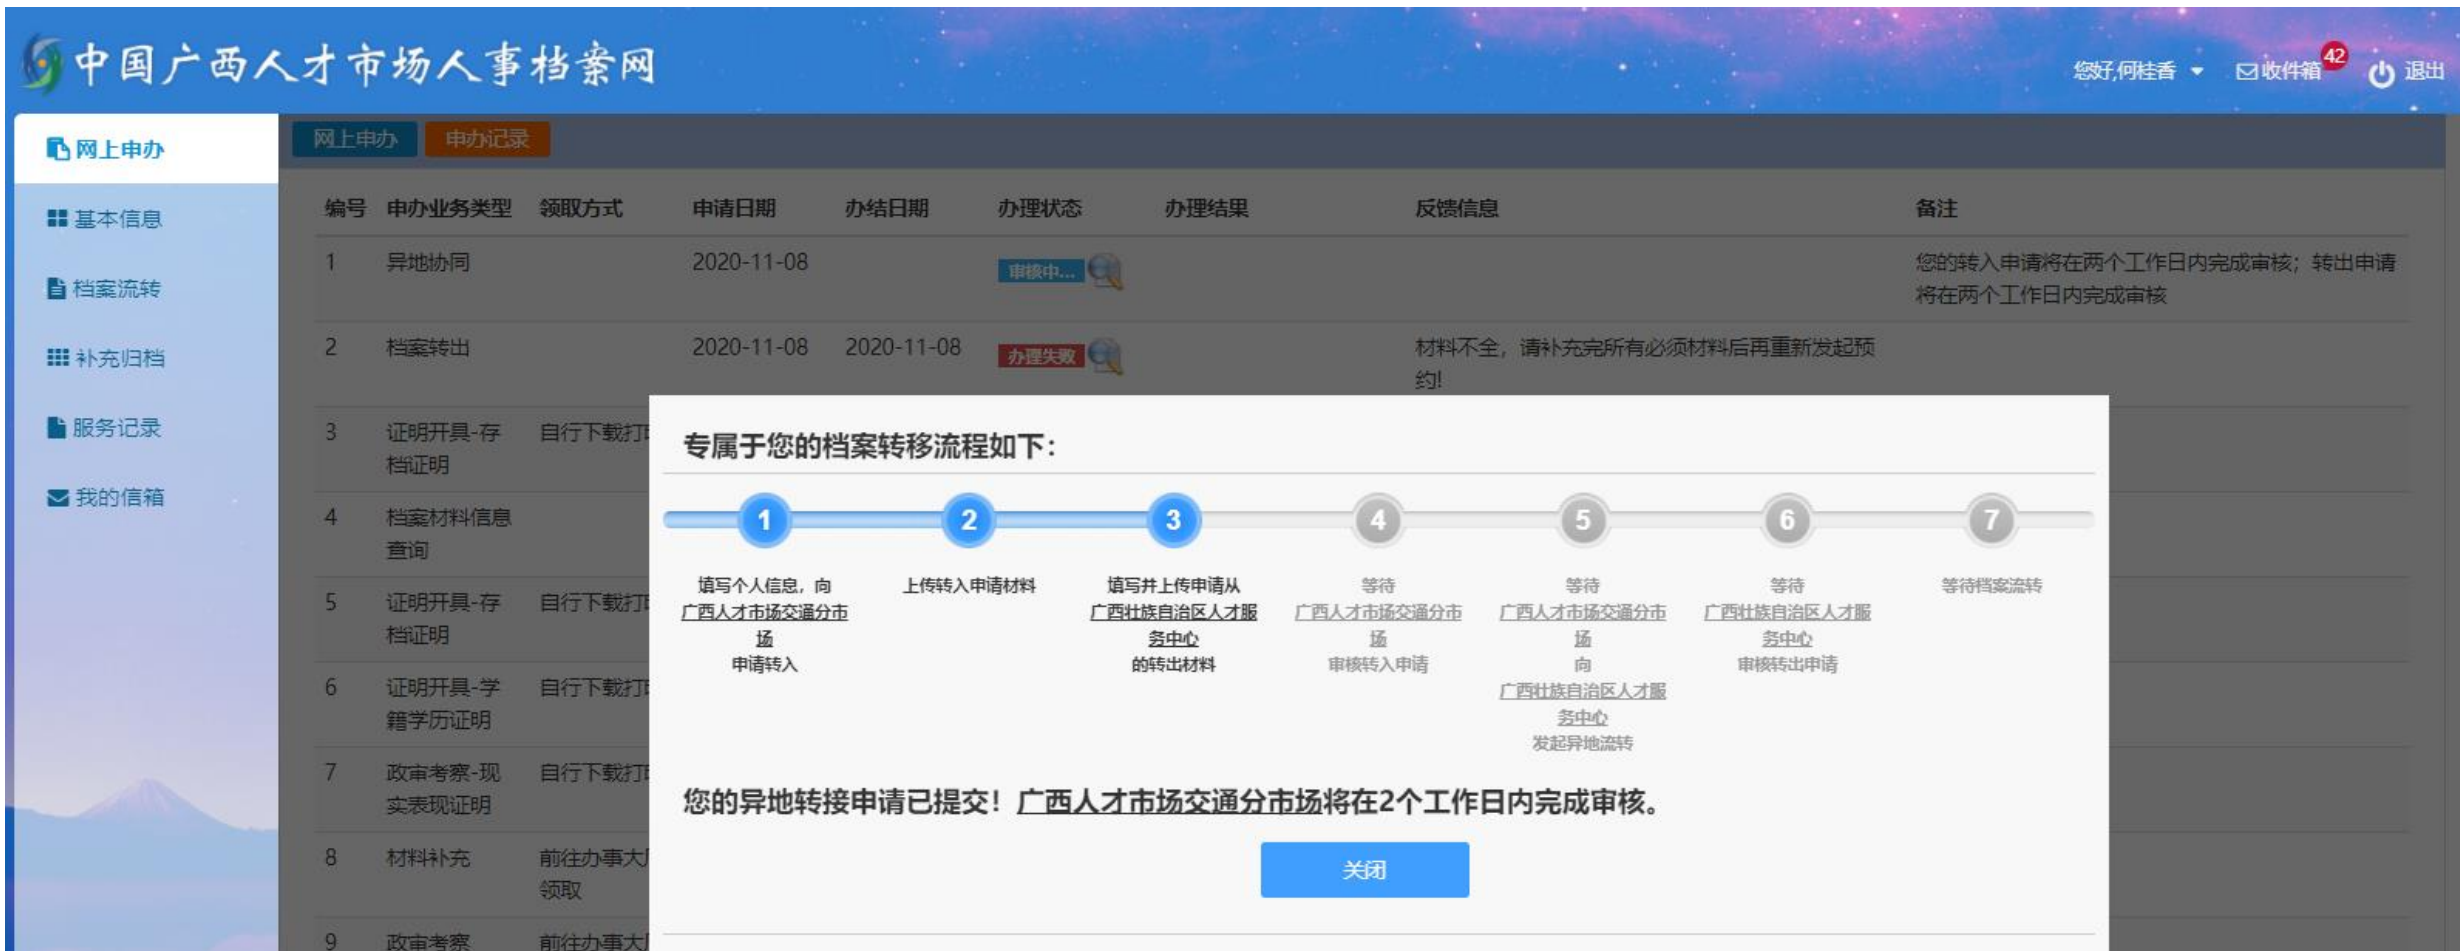 中国广西人才市场人事档案网
您好,何桂香
收件箱
42
退出
网上申办
基本信息
档案流转
补充归档
服务记录
我的信箱
网上申办 申办记录
编号 申办业务类型 领取方式 申请日期 办结日期 办理状态 办理结果 反馈信息 备注
1 异地协同 2020-11-08 审核中... 您的转入申请将在两个工作日内完成审核；转出申请
将在两个工作日内完成审核
2 档案转出 2020-11-08 2020-11-08 办理失败 材料不全，请补充完所有必须材料后再重新发起预
约!
3 证明开具-存 自行下载打
档证明
4 档案材料信息
查询
5 证明开具-存 自行下载打
档证明
6 证明开具-学 自行下载打
籍学历证明
7 政审考察-现 自行下载打
实表现证明
8 材料补充 前往办事大
领取
9 政审考察 前往办事大
专属于您的档案转移流程如下：
1 2 3 4 5 6 7
填写个人信息，向
广西人才市场交通分市
场
申请转入
上传转入申请材料
填写并上传申请从
广西壮族自治区人才服
务中心
的转出材料
等待
广西人才市场交通分市
场
审核转入申请
等待
广西人才市场交通分市
场
向
广西壮族自治区人才服
务中心
发起异地流转
等待
广西壮族自治区人才服
务中心
审核转出申请
等待档案流转
您的异地转接申请已提交！广西人才市场交通分市场将在2个工作日内完成审核。
关闭